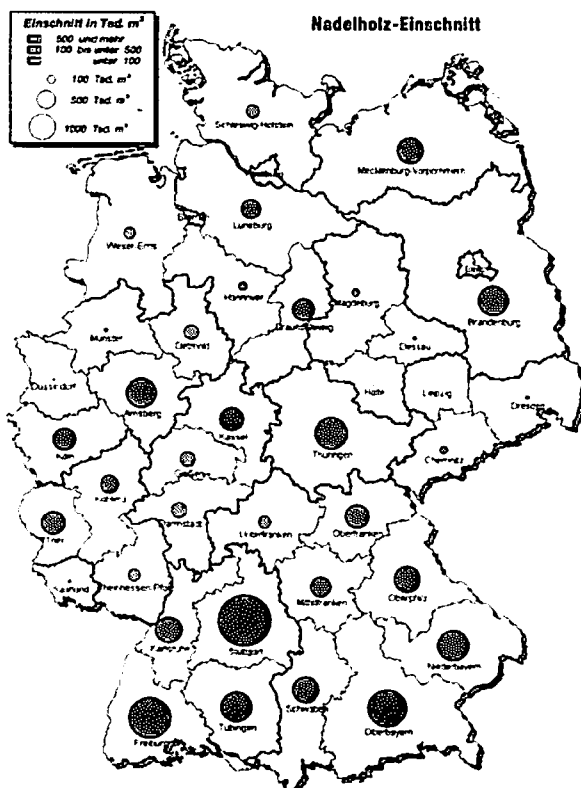 Nadelholz-Einschnitt
Einschnitt in Tsd. m³
500 und mehr
100 bis unter 500
unter 100
100 Tsd. m³
500 Tsd. m³
1000 Tsd. m³
Schleswig-Holstein
Mecklenburg-Vorpommern
Lüneburg
Weser-Ems
Hannover
Magdeburg
Braunschweig
Brandenburg
Münster
Detmold
Dessau
Düsseldorf
Arnsberg
Kassel
Halle
Leipzig
Dresden
Köln
Thüringen
Chemnitz
Gießen
Koblenz
Trier
Darmstadt
Unterfranken
Oberfranken
Saarland
Rheinhessen-Pfalz
Mittelfranken
Oberpfalz
Karlsruhe
Stuttgart
Niederbayern
Freiburg
Tübingen
Schwaben
Oberbayern